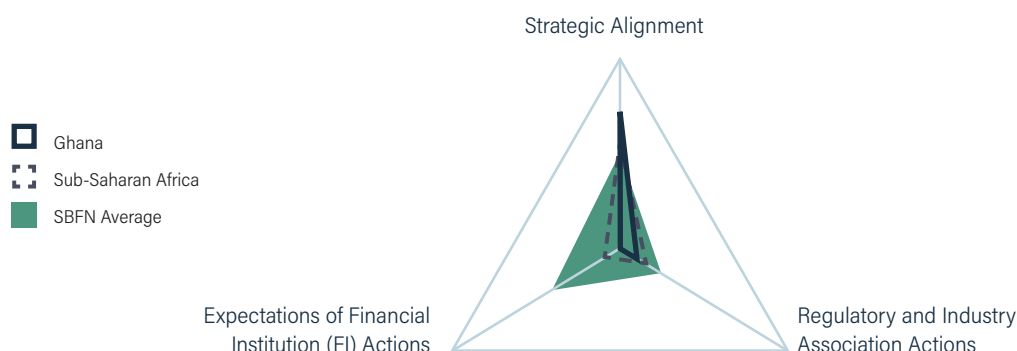 Strategic Alignment
Ghana
Sub-Saharan Africa
SBFN Average
Expectations of Financial
Institution (FI) Actions
Regulatory and Industry
Association Actions